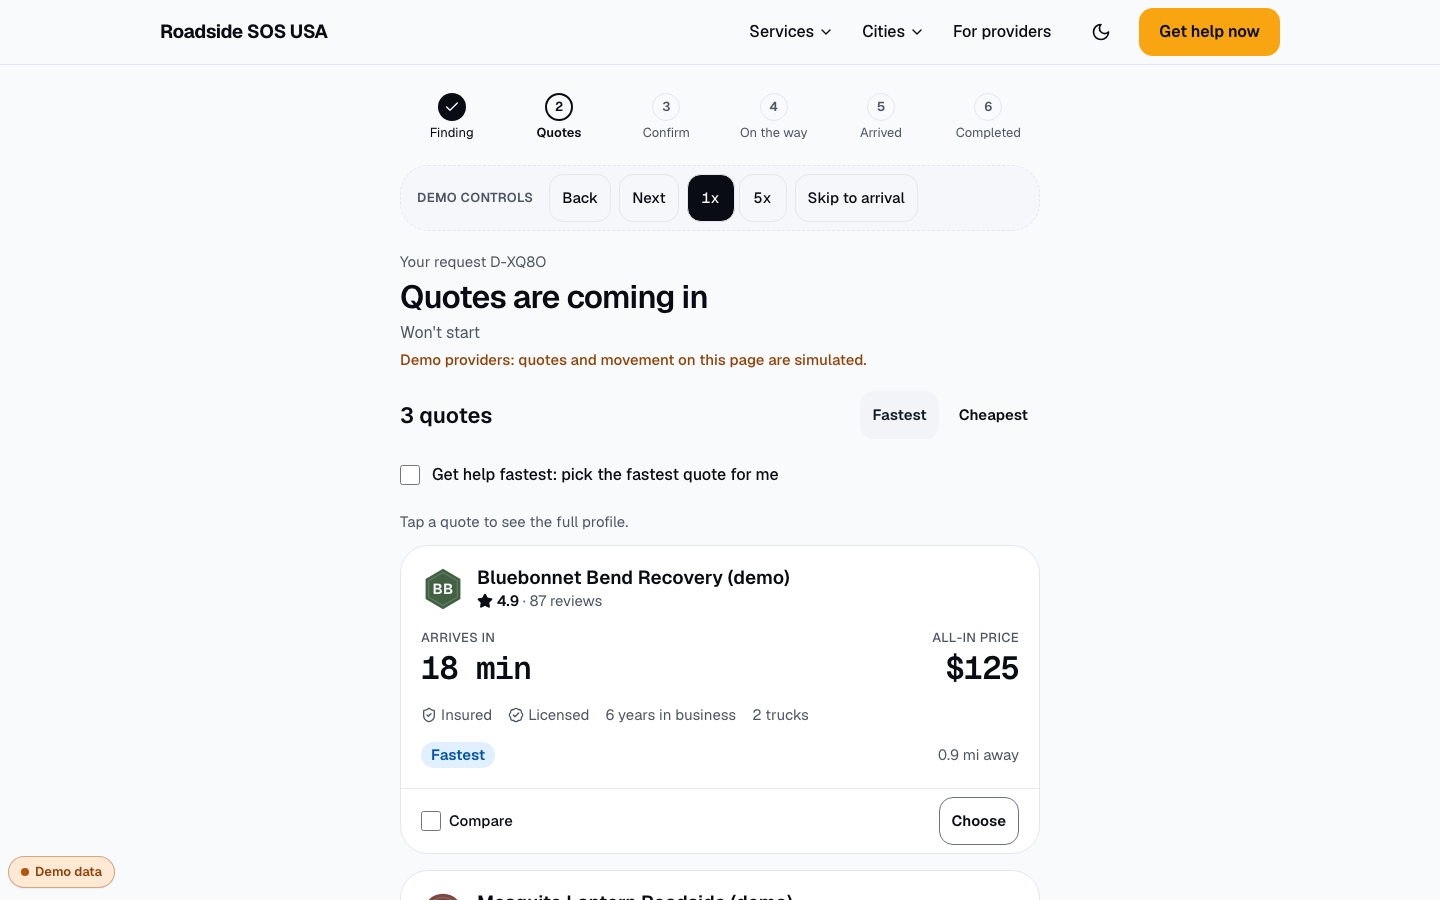 Roadside SOS USA
Services
Cities
For providers
Get help now
Finding
2
Quotes
3
Confirm
4
On the way
5
Arrived
6
Completed
DEMO CONTROLS
Back
Next
1x
5x
Skip to arrival
Your request D-XQ8O
Quotes are coming in
Won't start
Demo providers: quotes and movement on this page are simulated.
3 quotes
Fastest
Cheapest
Get help fastest: pick the fastest quote for me
Tap a quote to see the full profile.
BB
Bluebonnet Bend Recovery (demo)
4.9 · 87 reviews
ARRIVES IN
ALL-IN PRICE
18 min
$125
Insured
Licensed
6 years in business
2 trucks
Fastest
0.9 mi away
Compare
Choose
Demo data